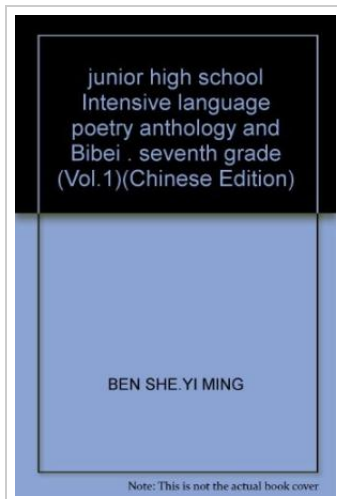 junior high school
Intensive language
poetry anthology and
Bibei . seventh grade
(Vol.1)(Chinese Edition)
BEN SHE.YI MING
Note: This is not the actual book cover